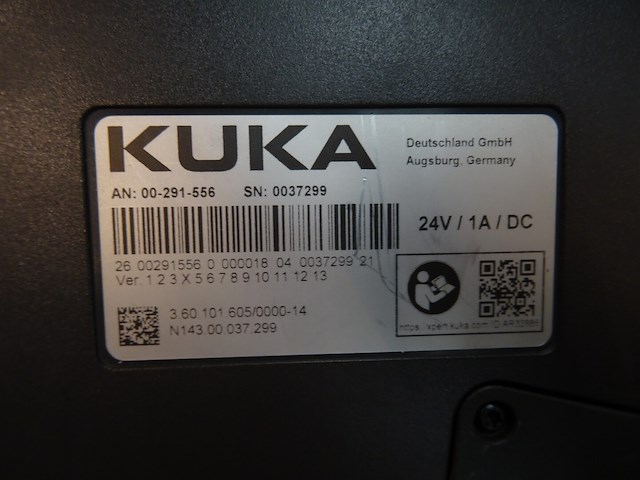 KUKA
Deutschland GmbH
Augsburg, Germany
AN: 00-291-556 SN: 0037299
24V / 1A / DC
26 00291556 0 000018 04 0037299 21
Ver. 1 2 3 X 5 6 7 8 9 10 11 12 13
3.60 101 605/0000-14
N143.00 037.299